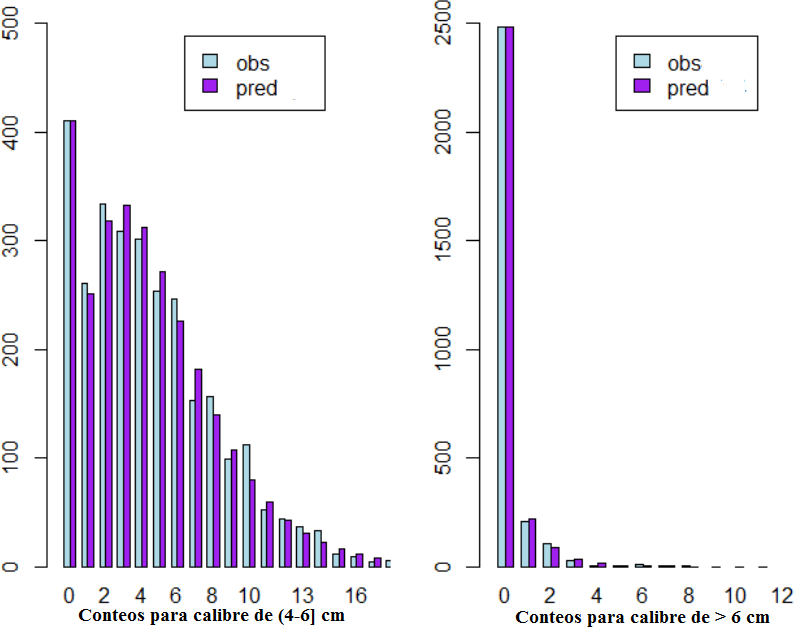 500
400
300
200
100
0
obs
pred
0 2 4 6 8 10 13 16
Conteos para calibre de (4-6] cm
2500
2000
1500
1000
500
0
obs
pred
0 2 4 6 8 10 12
Conteos para calibre de > 6 cm